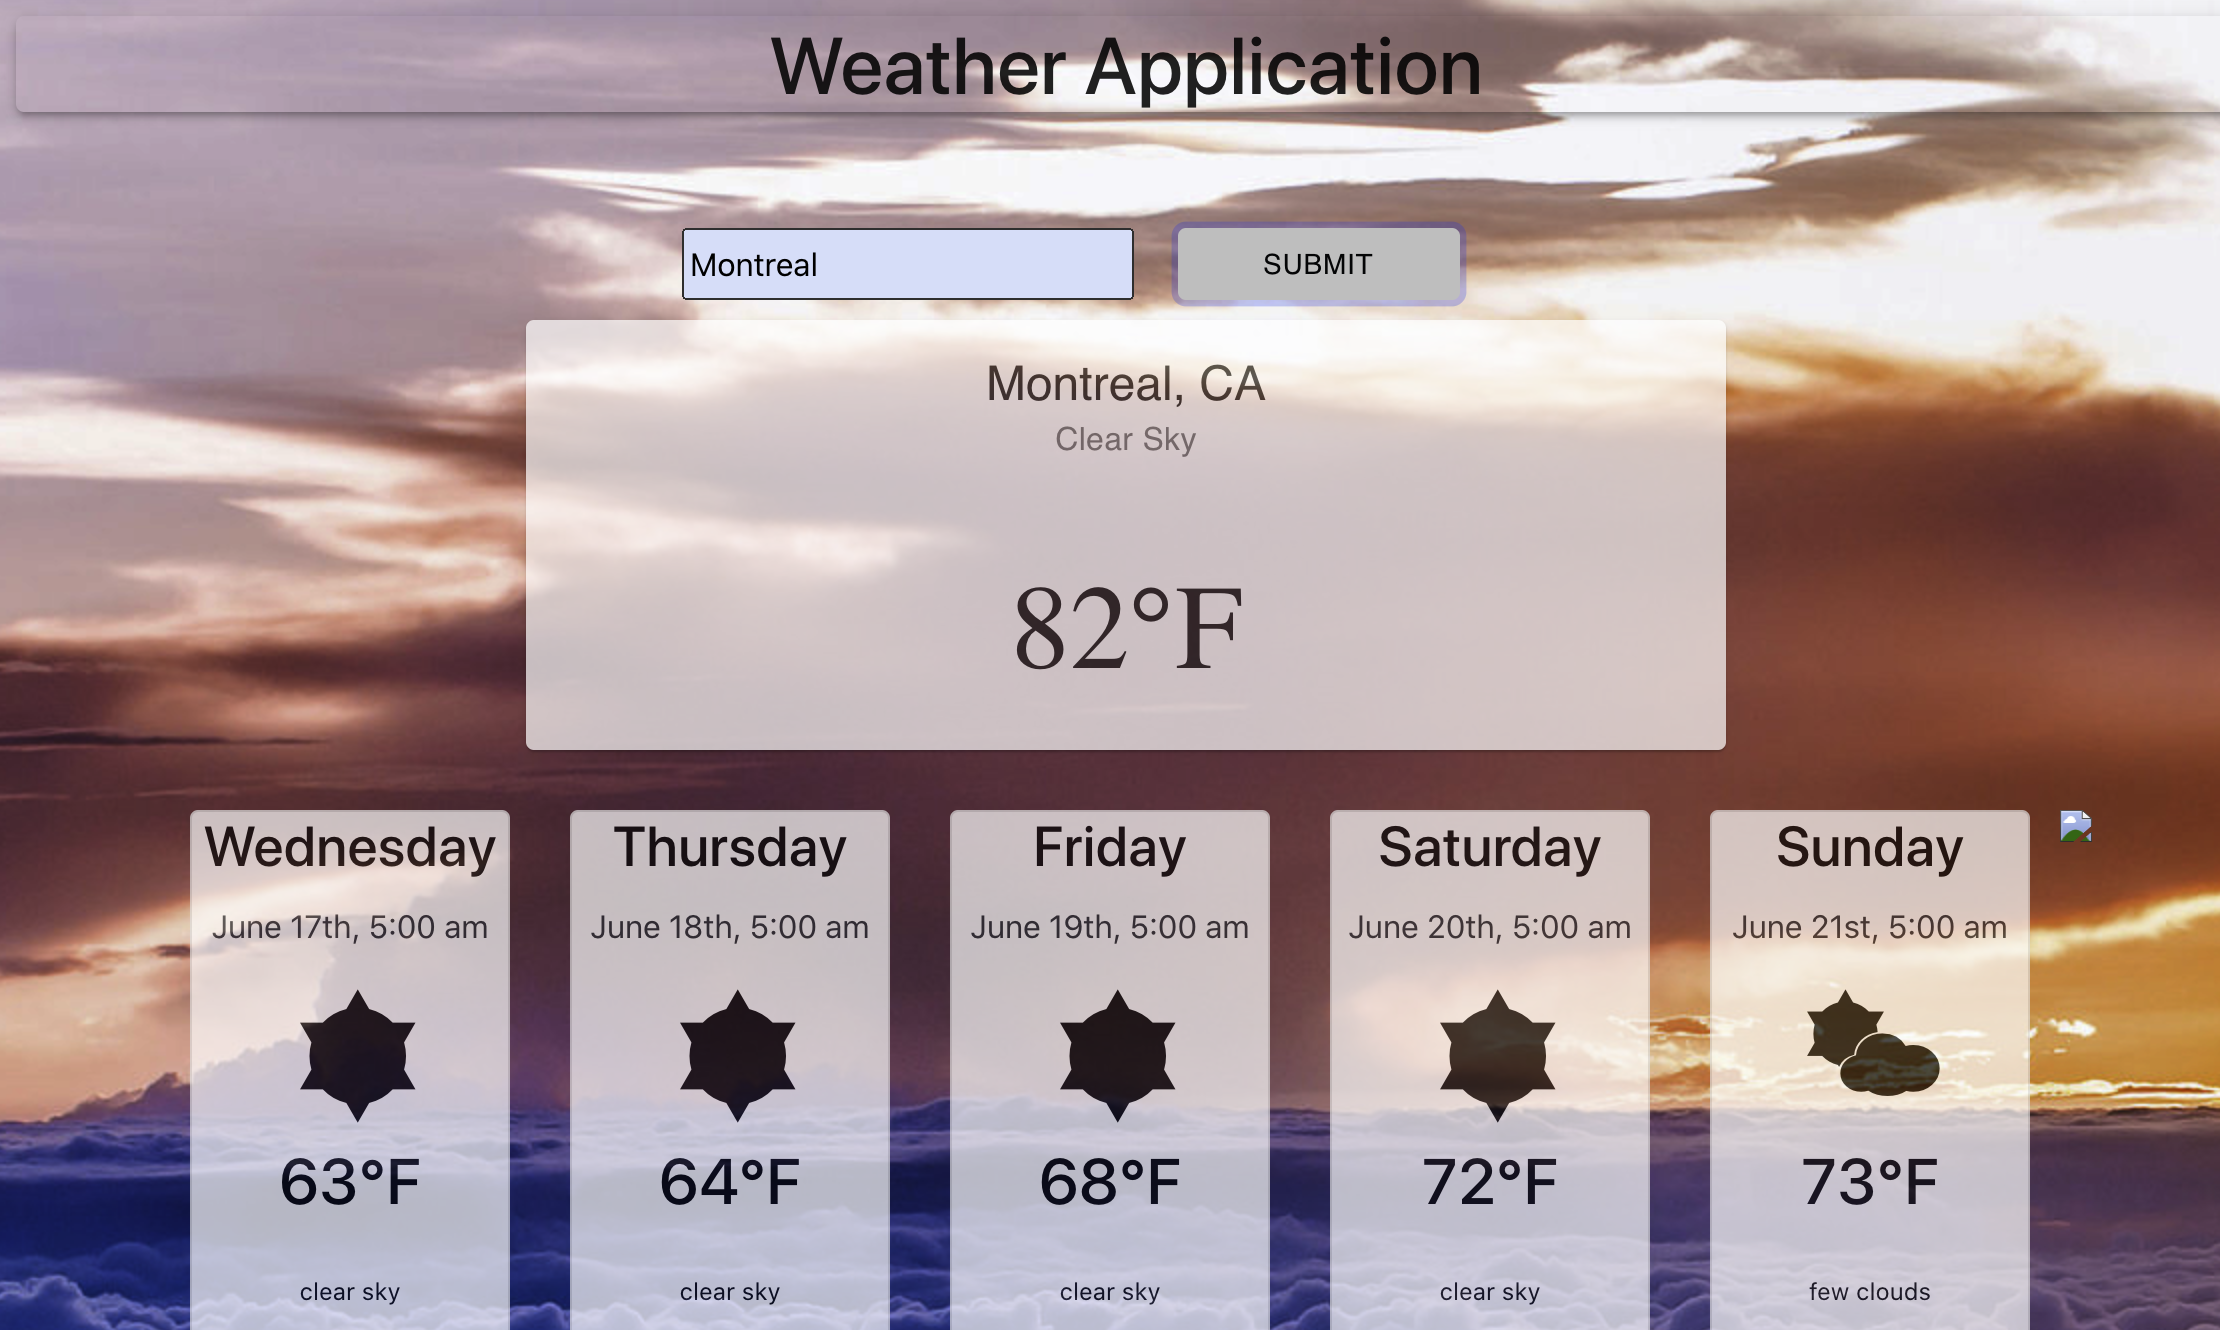 Weather Application
Montreal
SUBMIT
Montreal, CA
Clear Sky
82°F
Wednesday
June 17th, 5:00 am
63°F
clear sky
Thursday
June 18th, 5:00 am
64°F
clear sky
Friday
June 19th, 5:00 am
68°F
clear sky
Saturday
June 20th, 5:00 am
72°F
clear sky
Sunday
June 21st, 5:00 am
73°F
few clouds